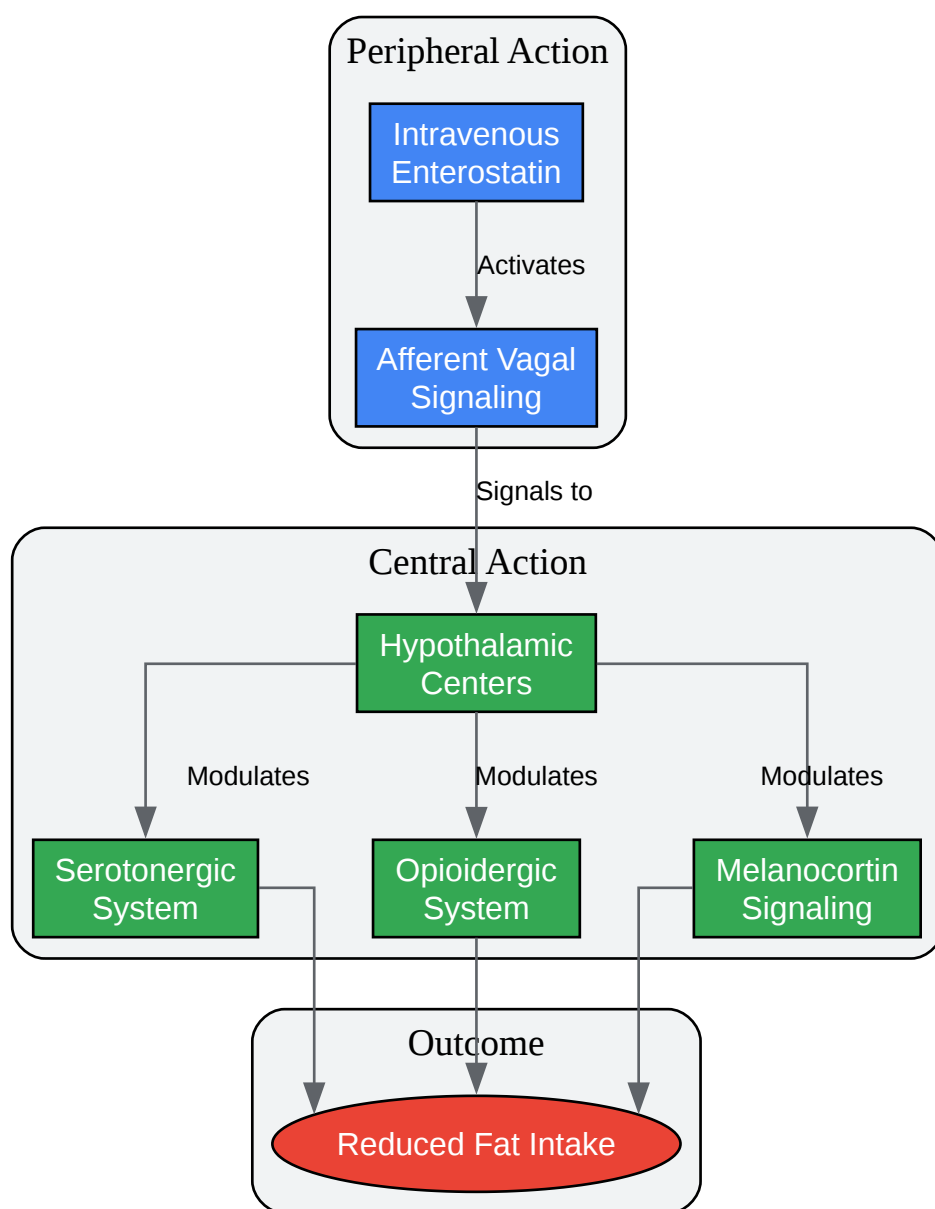 Peripheral Action
Intravenous
Enterostatin
Activates
Afferent Vagal
Signaling
Signals to
Central Action
Hypothalamic
Centers
Modulates
Modulates
Modulates
Serotonergic
System
Opioidergic
System
Melanocortin
Signaling
Outcome
Reduced Fat Intake